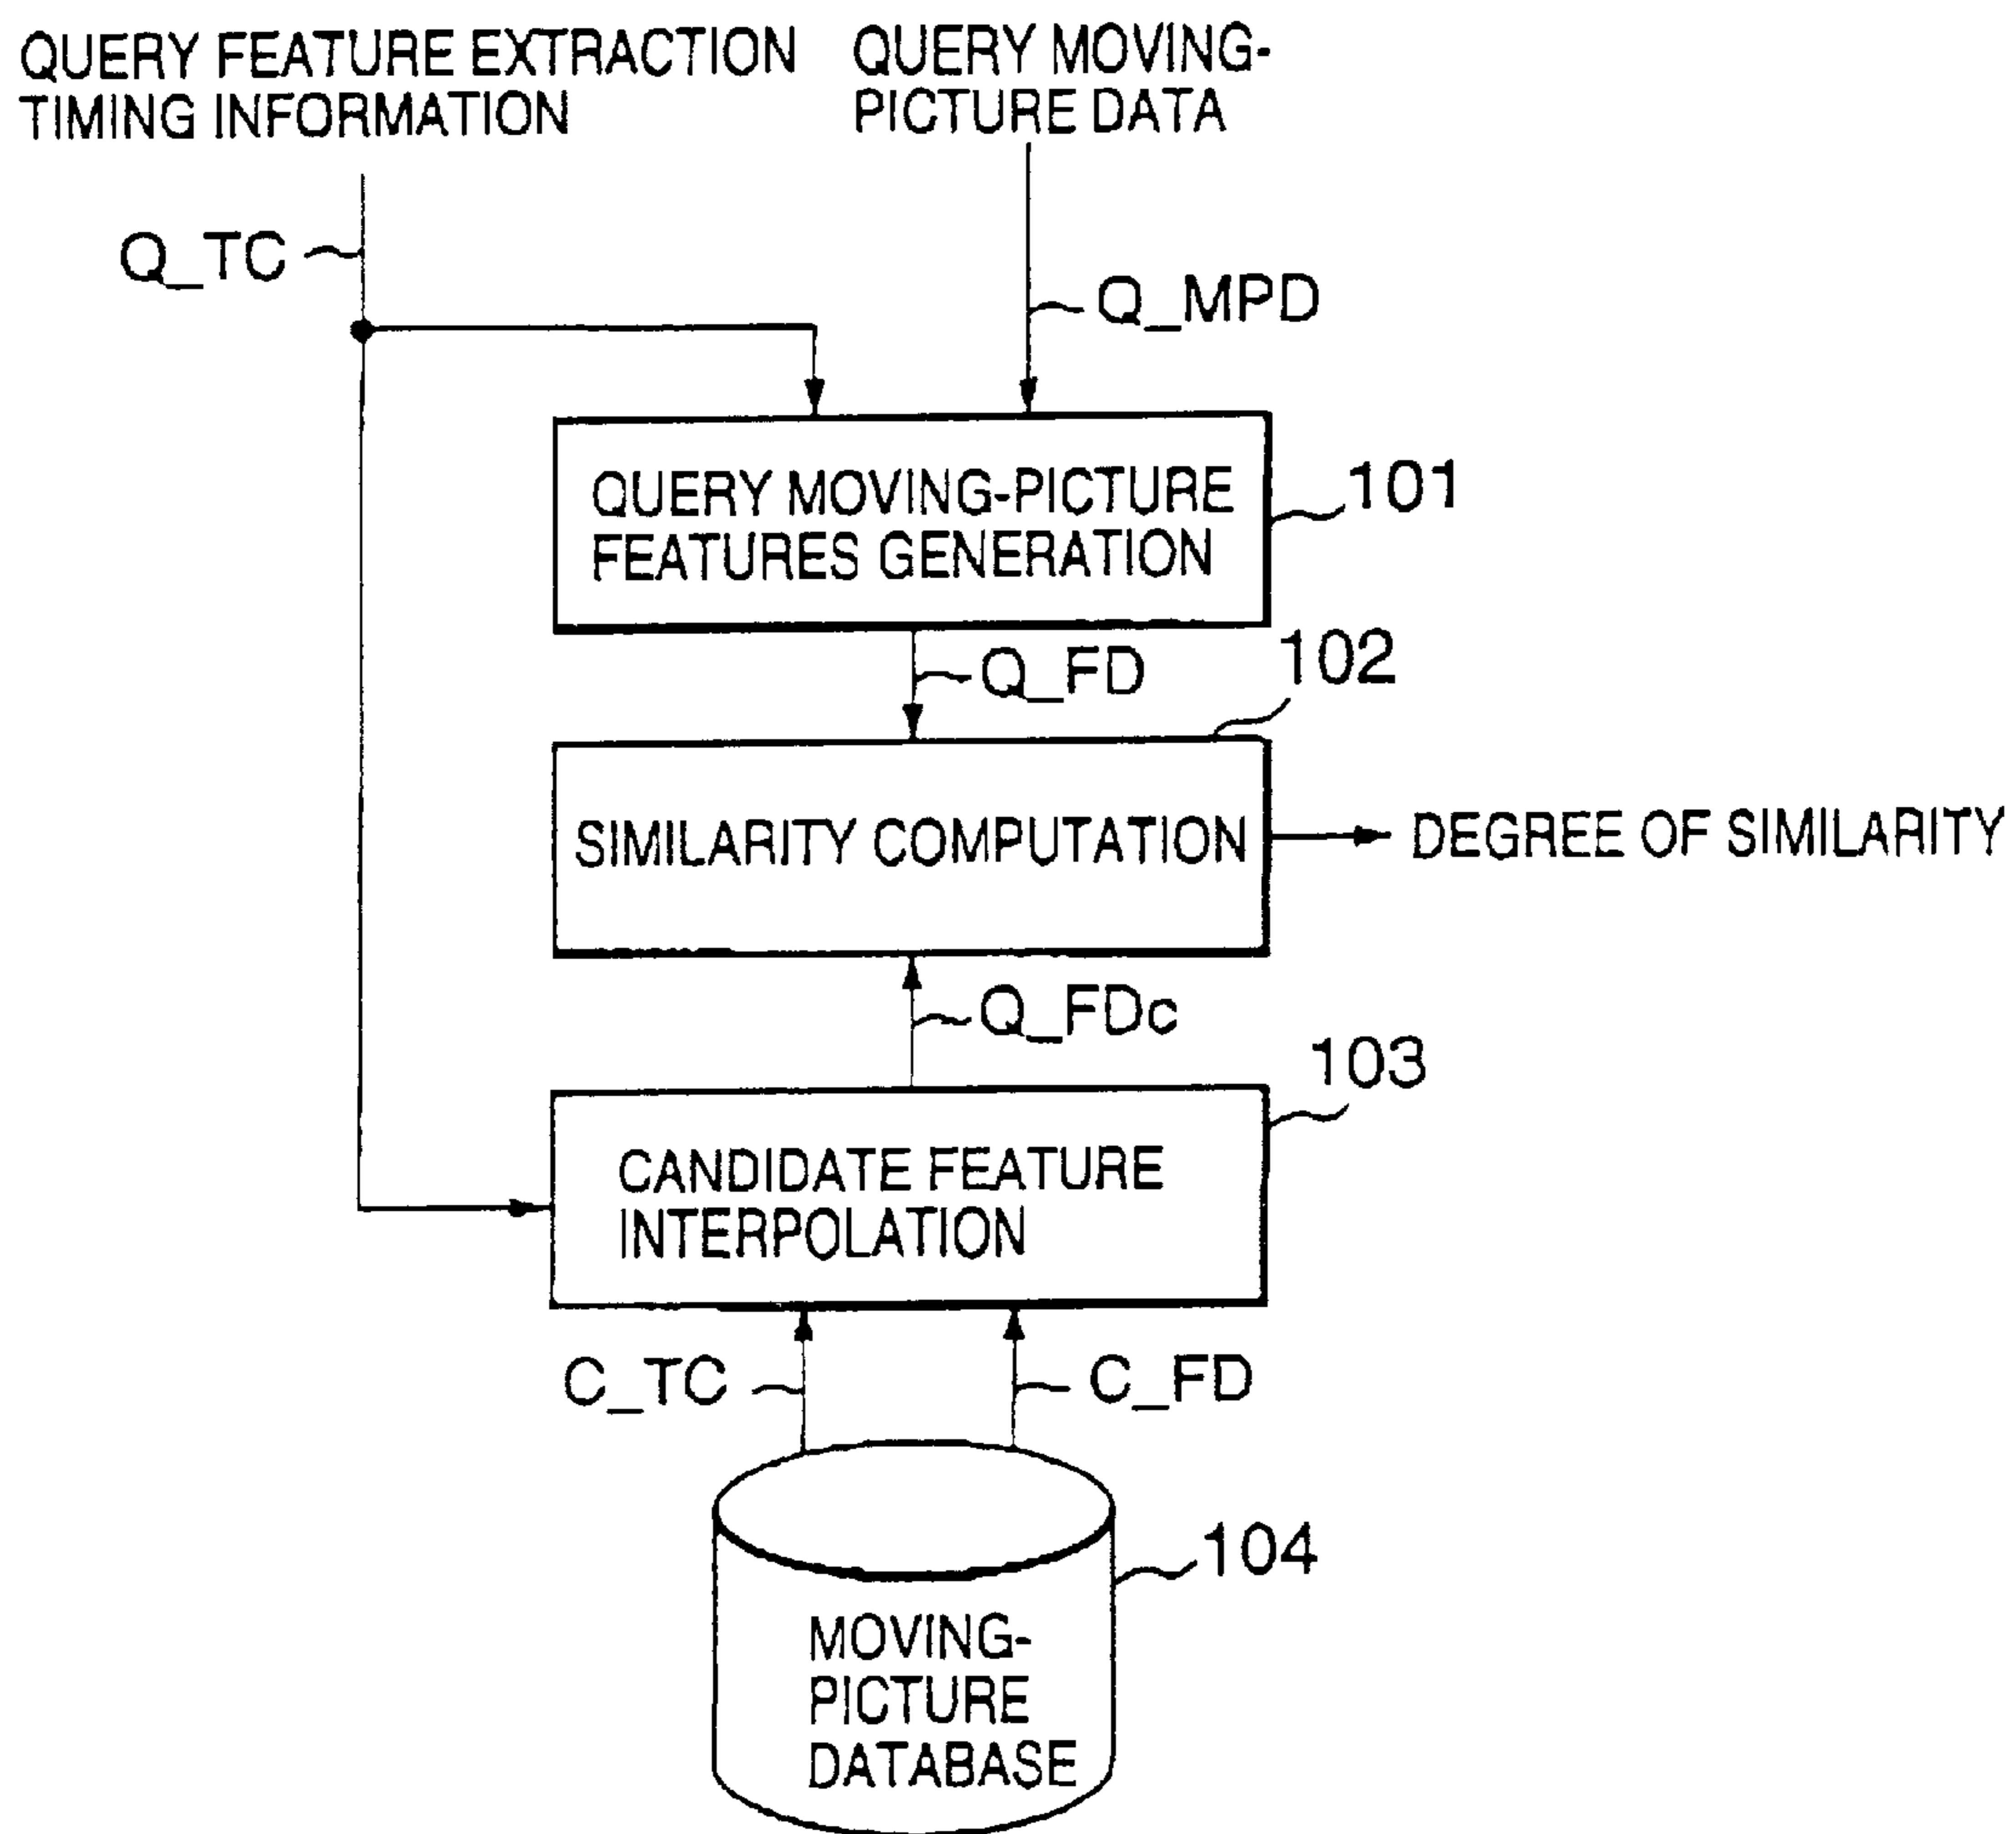 QUERY FEATURE EXTRACTION
TIMING INFORMATION
QUERY MOVING-
PICTURE DATA
Q_TC
Q_MPD
QUERY MOVING-PICTURE
FEATURES GENERATION
101
Q_FD
102
SIMILARITY COMPUTATION
DEGREE OF SIMILARITY
Q_FDc
103
CANDIDATE FEATURE
INTERPOLATION
C_TC
C_FD
104
MOVING-
PICTURE
DATABASE